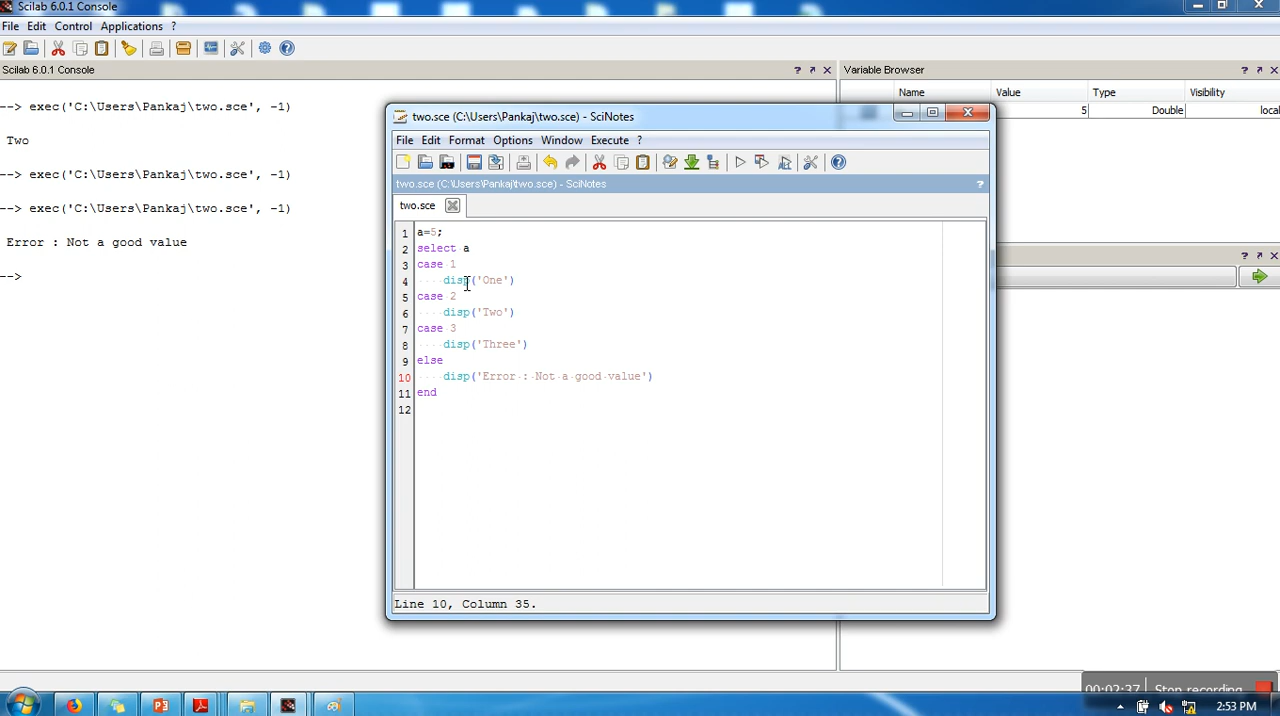 Scilab 6.0.1 Console
File Edit Control Applications ?
Scilab 6.0.1 Console ?
Variable Browser ?
Name Value Type Visibility
5 Double local
--> exec('C:\Users\Pankaj\two.sce', -1)
Two
--> exec('C:\Users\Pankaj\two.sce', -1)
--> exec('C:\Users\Pankaj\two.sce', -1)
Error : Not a good value
-->
?
two.sce (C:\Users\Pankaj\two.sce) - SciNotes
File Edit Format Options Window Execute ?
two.sce (C:\Users\Pankaj\two.sce) - SciNotes ?
two.sce
1 a=5;
2 select a
3 case 1
4 disp('One')
5 case 2
6 disp('Two')
7 case 3
8 disp('Three')
9 else
10 disp('Error : Not a good value')
11 end
12
Line 10, Column 35.
00:02:37 Stop recording
2:53 PM